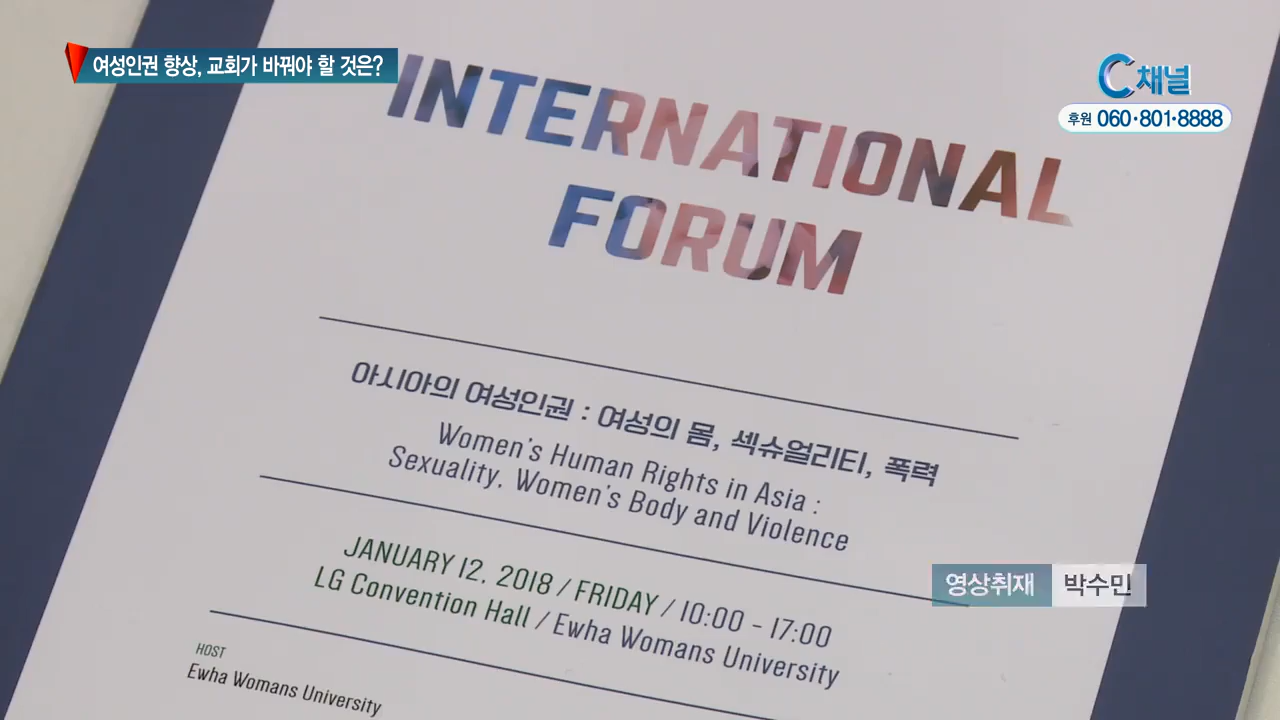 여성인권 향상, 교회가 바꿔야 할 것은?
C채널
후원 060·801·8888
INTERNATIONAL
FORUM
아시아의 여성인권 : 여성의 몸, 섹슈얼리티, 폭력
Women's Human Rights in Asia :
Sexuality, Women's Body and Violence
JANUARY 12, 2018 / FRIDAY / 10:00 - 17:00
LG Convention Hall / Ewha Womans University
영상취재 박수민
HOST
Ewha Womans University